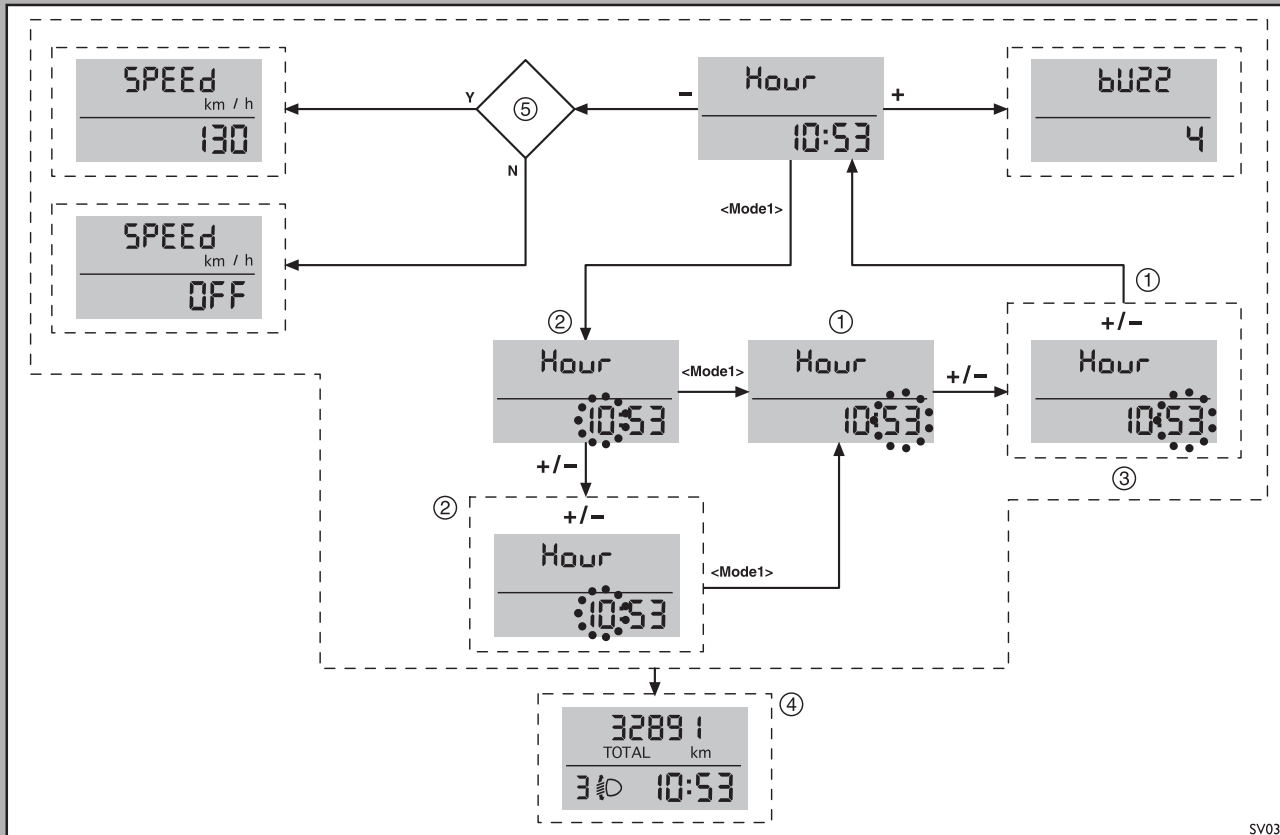 SPEEd
km / h
130
Y
⑤
N
–
Hour
10:53
+
bUZZ
4
<Mode1>
SPEEd
km / h
OFF
②
Hour
10:53
<Mode1>
①
Hour
10:53
+/–
①
+/–
Hour
10:53
③
+/–
②
+/–
Hour
10:53
<Mode1>
④
32891
TOTAL km
3 10:53
SV03